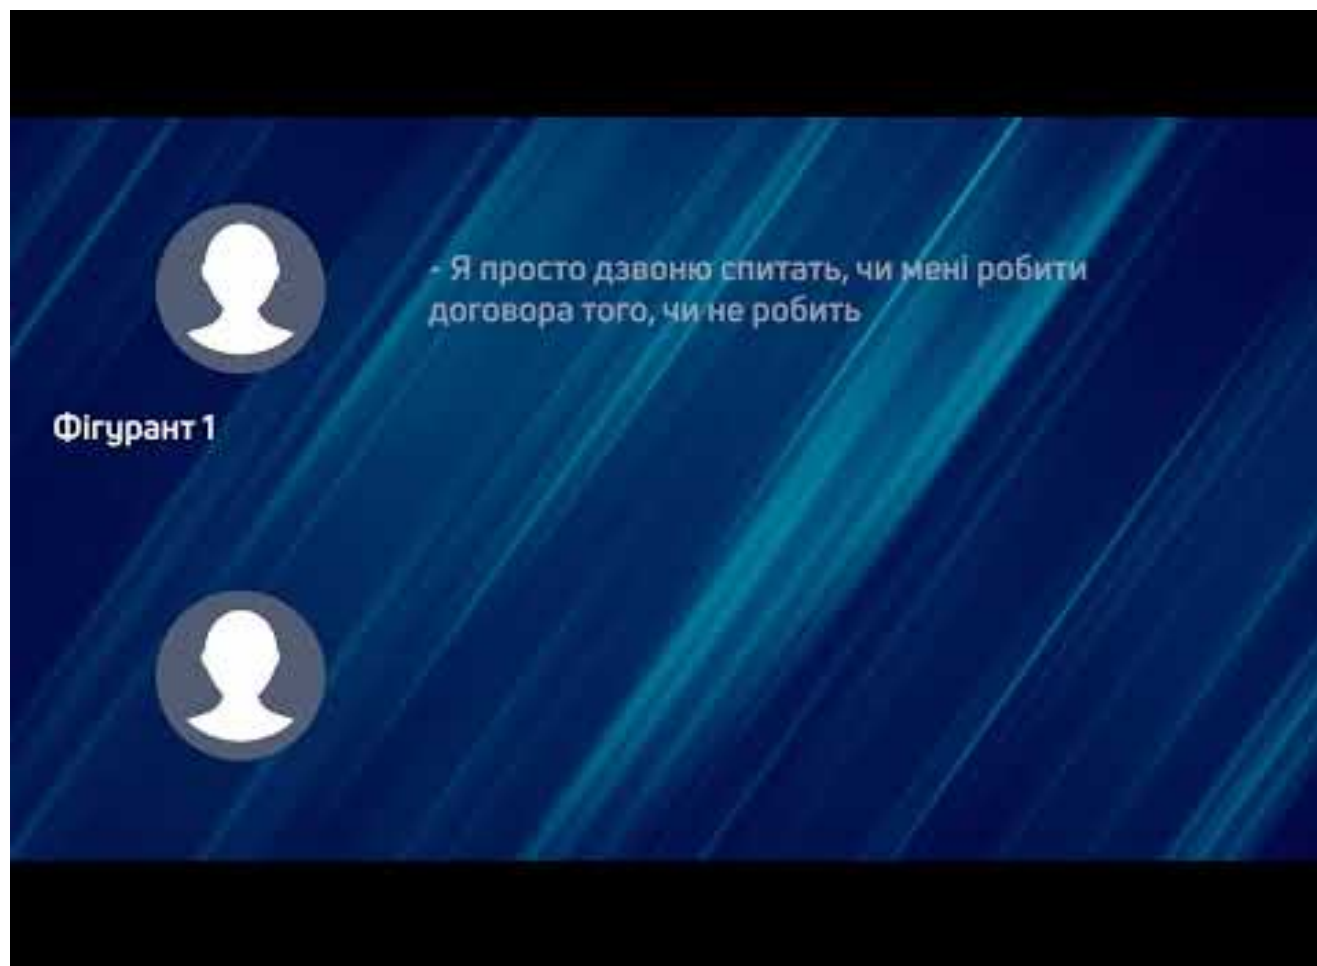 - Я просто дзвоню спитать, чи мені робити
договора того, чи не робить
Фігурант 1